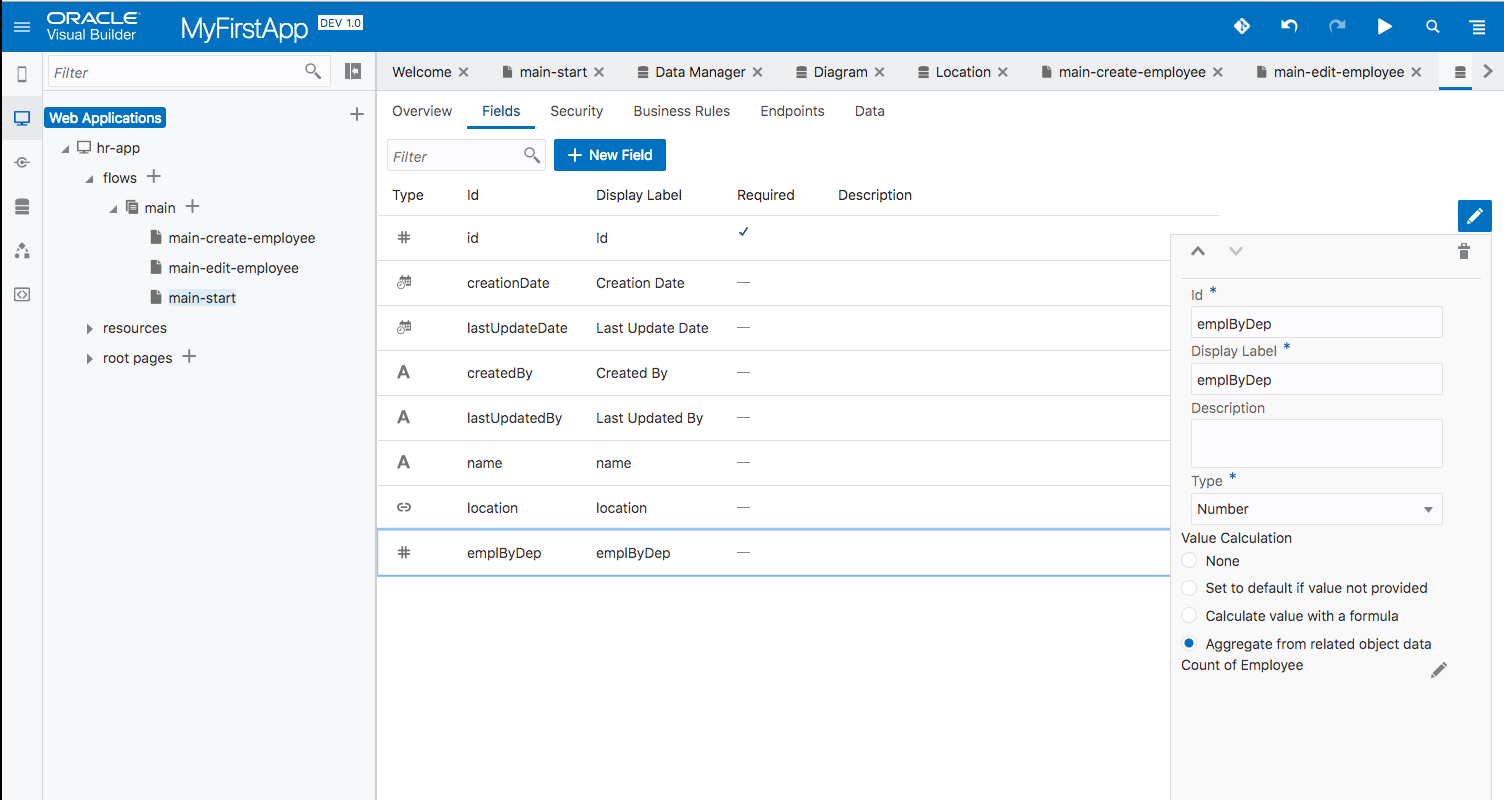 ORACLE
Visual Builder
MyFirstApp DEV 1.0
Filter
Welcome main-start Data Manager Diagram Location main-create-employee main-edit-employee
Web Applications
hr-app
flows
main
main-create-employee
main-edit-employee
main-start
resources
root pages
Overview Fields Security Business Rules Endpoints Data
Filter
New Field
Type Id Display Label Required Description
id Id
creationDate Creation Date
lastUpdateDate Last Update Date
A createdBy Created By
A lastUpdatedBy Last Updated By
A name name
location location
emplByDep emplByDep
Id *
emplByDep
Display Label *
emplByDep
Description
Type *
Number
Value Calculation
None
Set to default if value not provided
Calculate value with a formula
Aggregate from related object data
Count of Employee